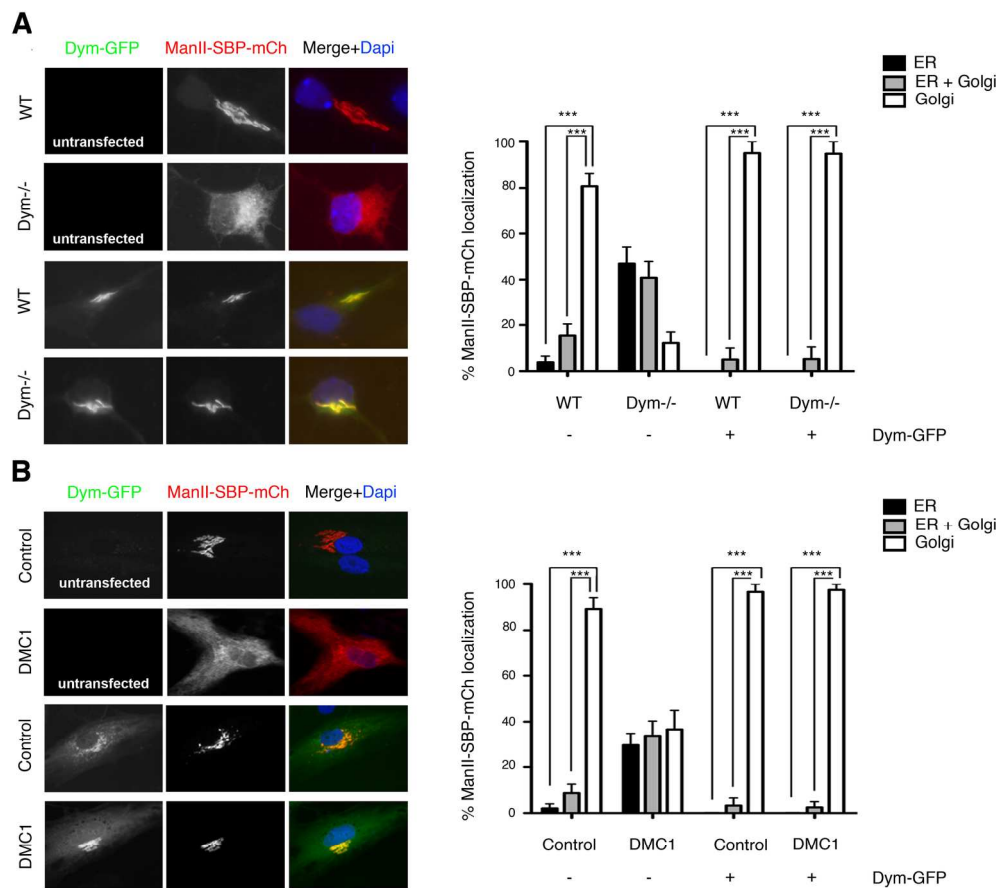 A
Dym-GFP ManII-SBP-mCh Merge+Dapi
WT
untransfected
Dym-/-
untransfected
WT
Dym-/-
ER
ER + Golgi
Golgi
*** *** ***
*** *** ***
% ManII-SBP-mCh localization
100
80
60
40
20
0
WT Dym-/- WT Dym-/-
- - + + Dym-GFP
B
Dym-GFP ManII-SBP-mCh Merge+Dapi
Control
untransfected
DMC1
untransfected
Control
DMC1
ER
ER + Golgi
Golgi
*** *** ***
*** *** ***
% ManII-SBP-mCh localization
100
80
60
40
20
0
Control DMC1 Control DMC1
- - + + Dym-GFP